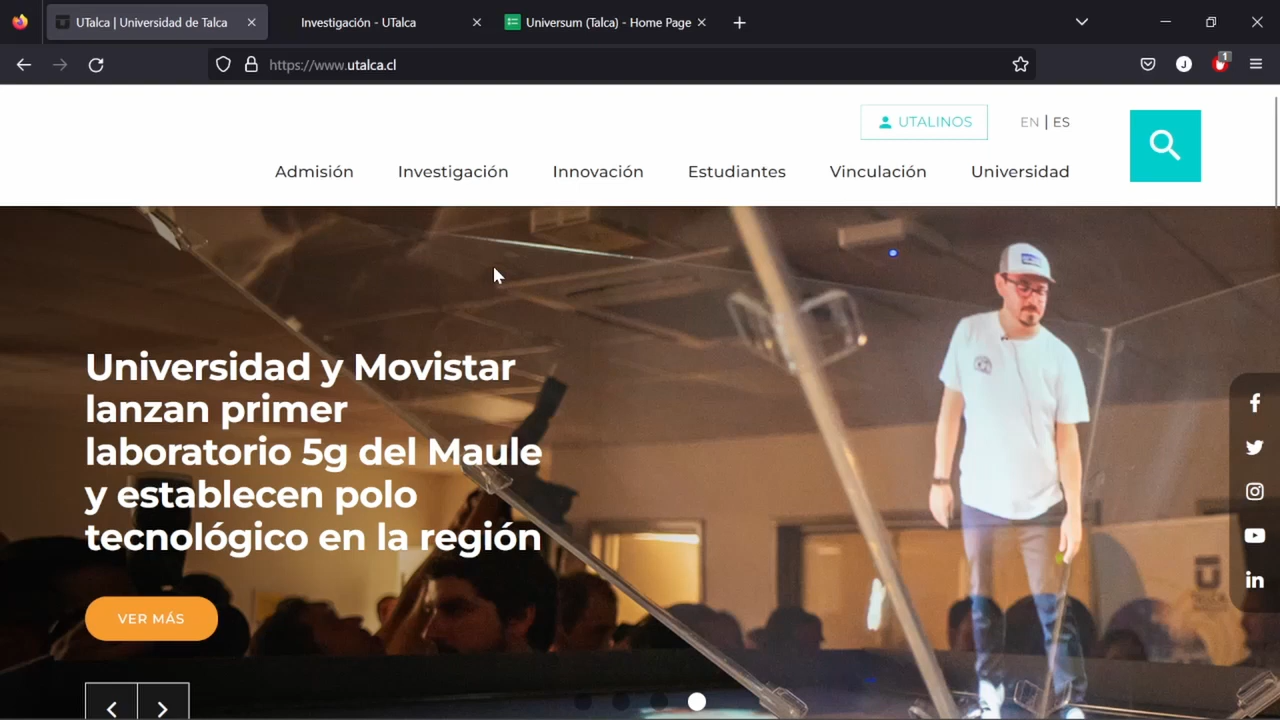 UTalca | Universidad de Talca
Investigación - UTalca
Universum (Talca) - Home Page
https://www.utalca.cl
J
1
UTALINOS
EN | ES
Admisión
Investigación
Innovación
Estudiantes
Vinculación
Universidad
Universidad y Movistar
lanzan primer
laboratorio 5g del Maule
y establecen polo
tecnológico en la región
VER MÁS